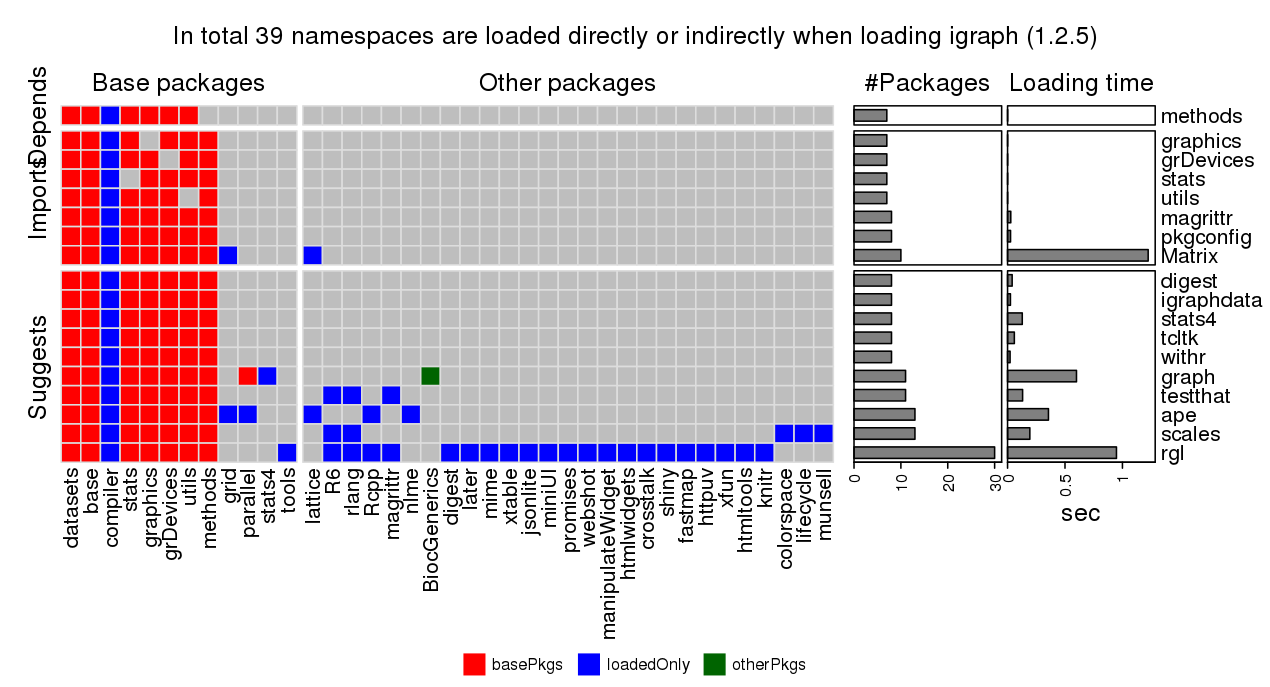 In total 39 namespaces are loaded directly or indirectly when loading igraph (1.2.5)
Base packages
Other packages
#Packages
Loading time
Depends
Imports
Suggests
methods
graphics
grDevices
stats
utils
magrittr
pkgconfig
Matrix
digest
igraphdata
stats4
tcltk
withr
graph
testthat
ape
scales
rgl
datasets
base
compiler
stats
graphics
grDevices
utils
methods
grid
parallel
stats4
tools
lattice
R6
rlang
Rcpp
magrittr
nlme
BiocGenerics
digest
later
mime
xtable
jsonlite
miniUI
promises
webshot
manipulateWidget
htmlwidgets
crosstalk
shiny
fastmap
httpuv
xfun
htmltools
knitr
colorspace
lifecycle
munsell
0
10
20
30
0
0.5
1
sec
basePkgs
loadedOnly
otherPkgs